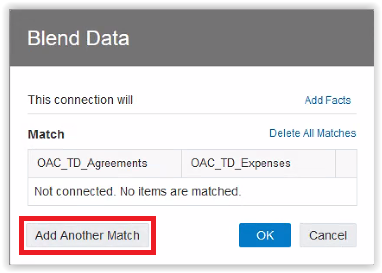 Blend Data
This connection will Add Facts
Match Delete All Matches
OAC_TD_Agreements OAC_TD_Expenses
Not connected. No items are matched.
Add Another Match OK Cancel